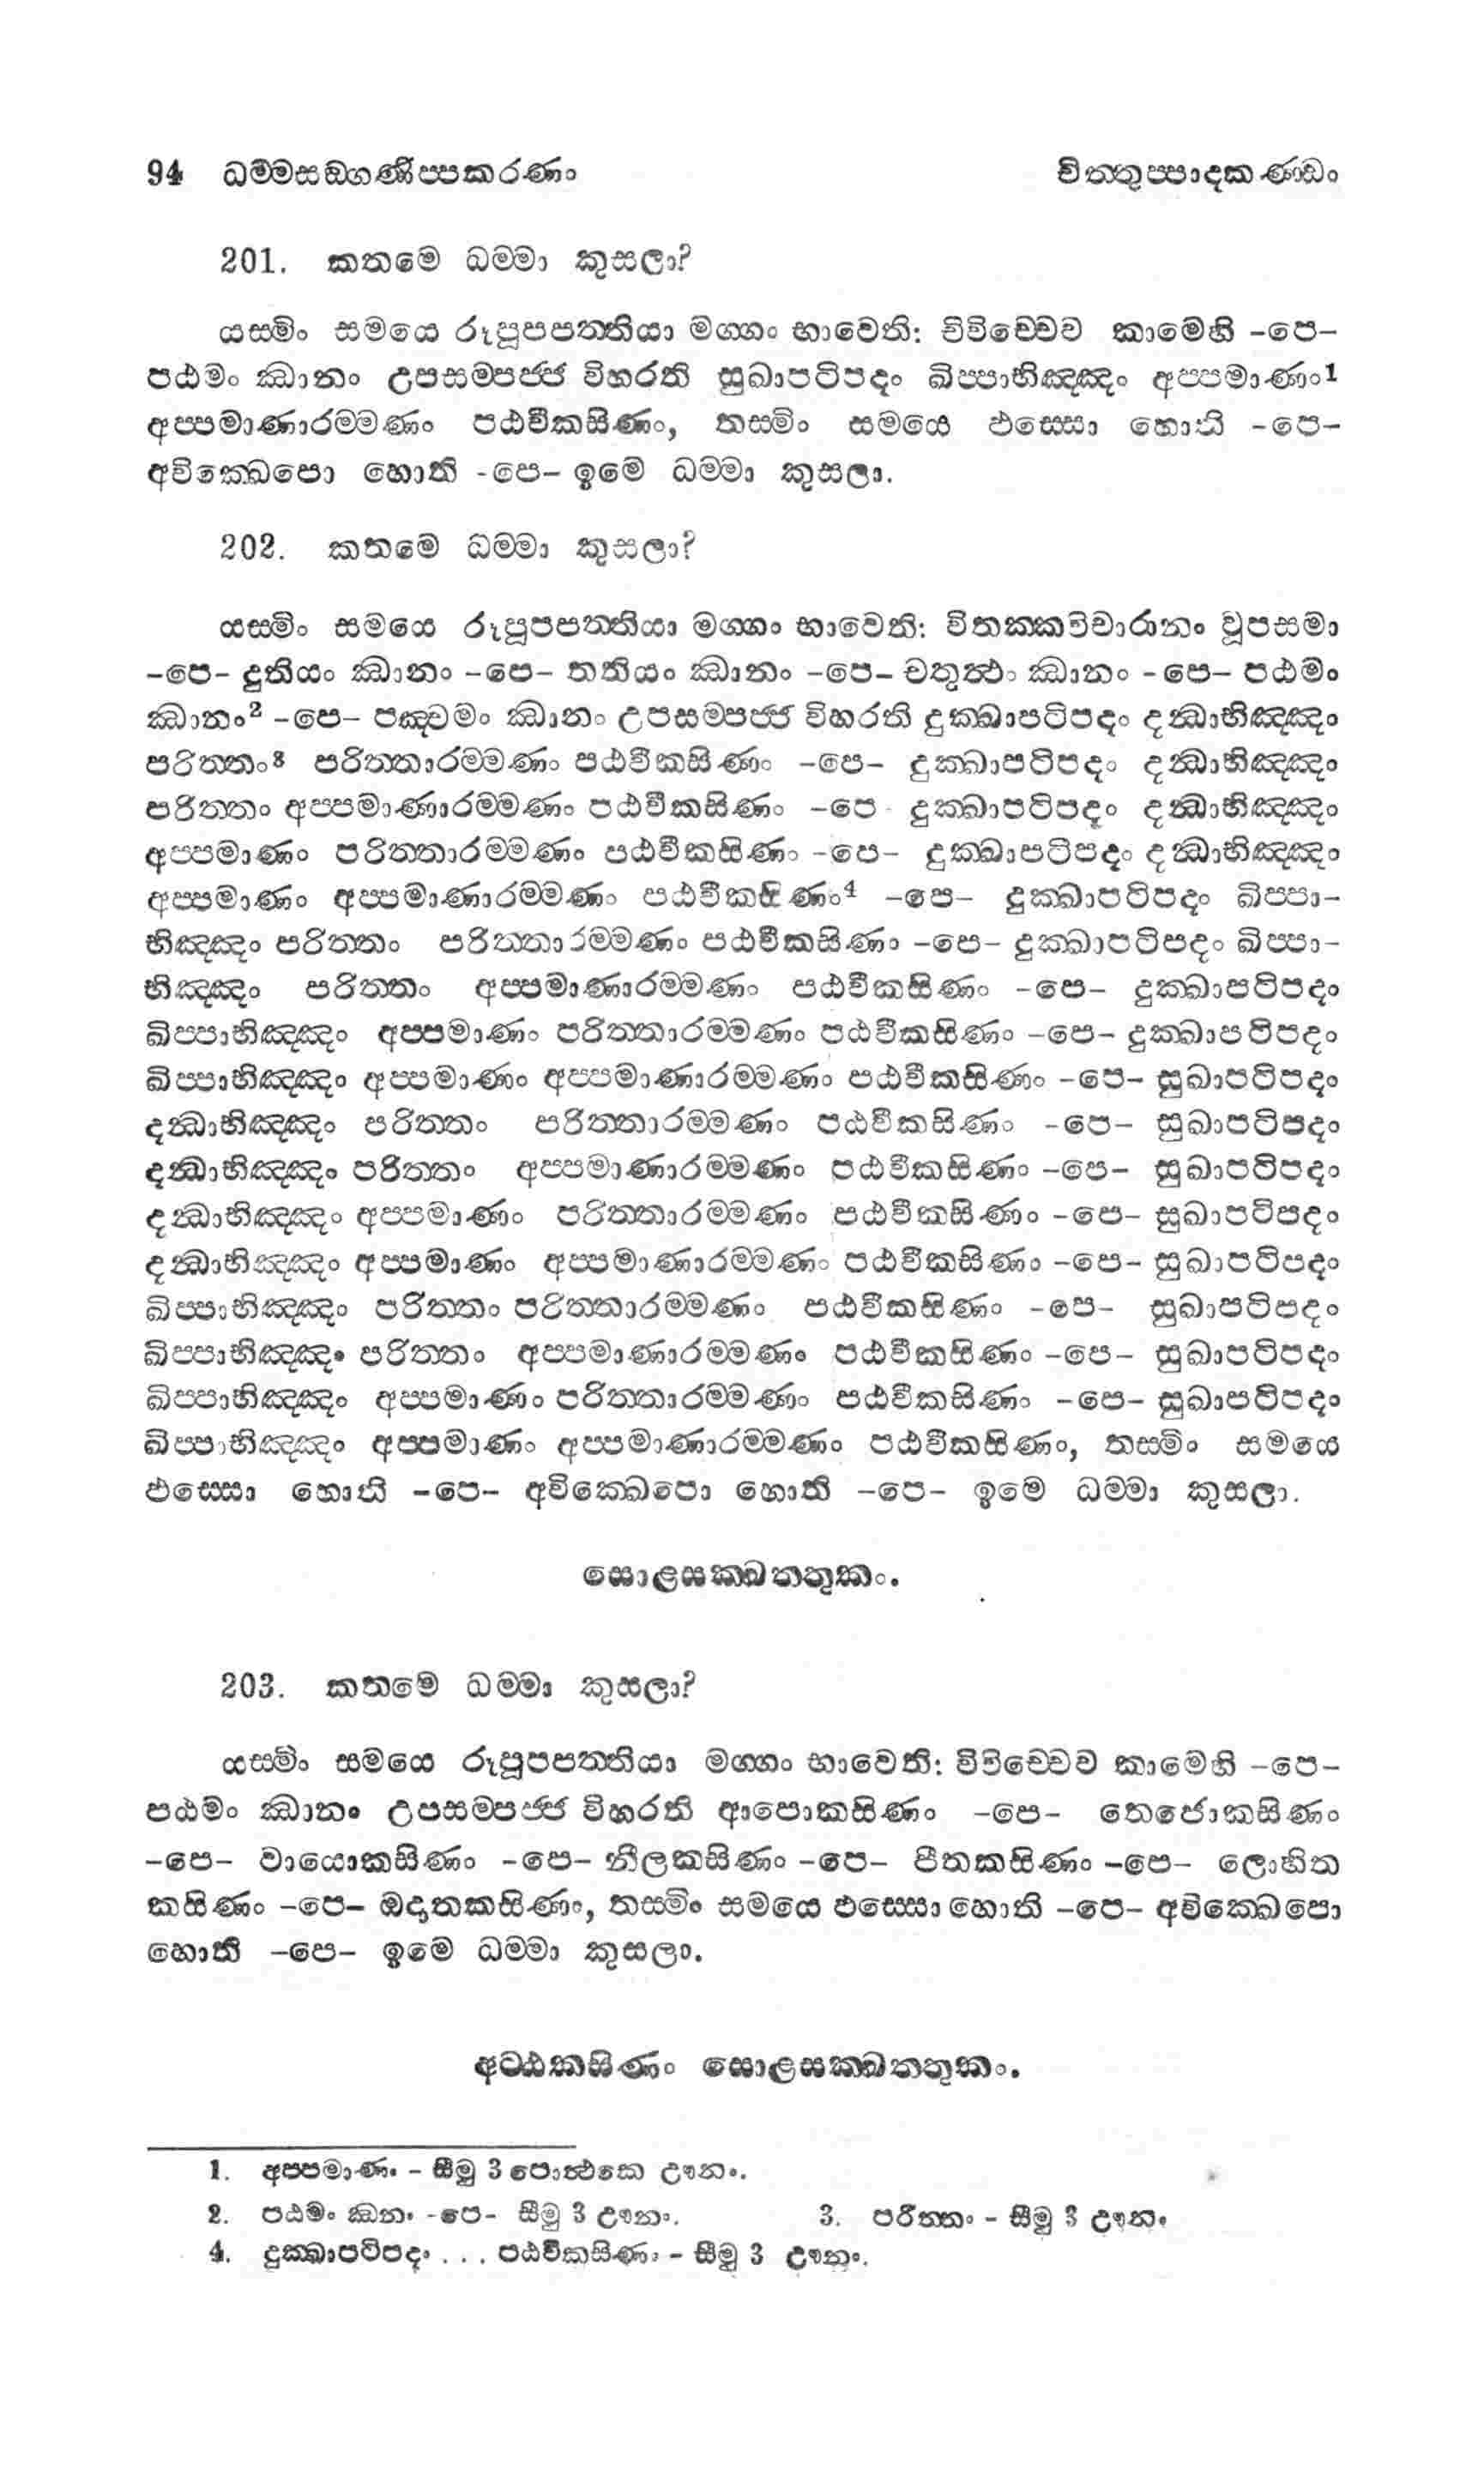 94 ධම්මසඞ්ගණිප්පකරණං චිත්තුප්පාදකණ්ඩං
201. කතමෙ ධම්මා කුසලා?
යස්මිං සමයෙ රූපූපපත්තියා මග්ගං භාවෙති: විවිච්චෙව කාමෙහි -පෙ-
පඨමං ඣානං උපසම්පජ්ජ විහරති සුඛාපටිපදං ඛිප්පාභිඤ්ඤං අප්පමාණං1
අප්පමාණාරම්මණං පඨවීකසිණං, තස්මිං සමයෙ ඵස්සො හොති -පෙ-
අවික්ඛෙපො හොති -පෙ- ඉමෙ ධම්මා කුසලා.
202. කතමෙ ධම්මා කුසලා?
යස්මිං සමයෙ රූපූපපත්තියා මග්ගං භාවෙති: විතක්කවිචාරානං වූපසමා
-පෙ- දුතියං ඣානං -පෙ- තතියං ඣානං -පෙ- චතුත්ථං ඣානං -පෙ- පඨමං
ඣානං2 -පෙ- පඤ්චමං ඣානං උපසම්පජ්ජ විහරති දුක්ඛාපටිපදං දන්ධාභිඤ්ඤං
පරිත්තං3 පරිත්තාරම්මණං පඨවීකසිණං -පෙ- දුක්ඛාපටිපදං දන්ධාභිඤ්ඤං
පරිත්තං අප්පමාණාරම්මණං පඨවීකසිණං -පෙ- දුක්ඛාපටිපදං දන්ධාභිඤ්ඤං
අප්පමාණං පරිත්තාරම්මණං පඨවීකසිණං -පෙ- දුක්ඛාපටිපදං දන්ධාභිඤ්ඤං
අප්පමාණං අප්පමාණාරම්මණං පඨවීකසිණං4 -පෙ- දුක්ඛාපටිපදං ඛිප්පා-
භිඤ්ඤං පරිත්තං පරිත්තාරම්මණං පඨවීකසිණං -පෙ- දුක්ඛාපටිපදං ඛිප්පා-
භිඤ්ඤං පරිත්තං අප්පමාණාරම්මණං පඨවීකසිණං -පෙ- දුක්ඛාපටිපදං
ඛිප්පාභිඤ්ඤං අප්පමාණං පරිත්තාරම්මණං පඨවීකසිණං -පෙ- දුක්ඛාපටිපදං
ඛිප්පාභිඤ්ඤං අප්පමාණං අප්පමාණාරම්මණං පඨවීකසිණං -පෙ- සුඛාපටිපදං
දන්ධාභිඤ්ඤං පරිත්තං පරිත්තාරම්මණං පඨවීකසිණං -පෙ- සුඛාපටිපදං
දන්ධාභිඤ්ඤං පරිත්තං අප්පමාණාරම්මණං පඨවීකසිණං -පෙ- සුඛාපටිපදං
දන්ධාභිඤ්ඤං අප්පමාණං පරිත්තාරම්මණං පඨවීකසිණං -පෙ- සුඛාපටිපදං
දන්ධාභිඤ්ඤං අප්පමාණං අප්පමාණාරම්මණං පඨවීකසිණං -පෙ- සුඛාපටිපදං
ඛිප්පාභිඤ්ඤං පරිත්තං පරිත්තාරම්මණං පඨවීකසිණං -පෙ- සුඛාපටිපදං
ඛිප්පාභිඤ්ඤං පරිත්තං අප්පමාණාරම්මණං පඨවීකසිණං -පෙ- සුඛාපටිපදං
ඛිප්පාභිඤ්ඤං අප්පමාණං පරිත්තාරම්මණං පඨවීකසිණං -පෙ- සුඛාපටිපදං
ඛිප්පාභිඤ්ඤං අප්පමාණං අප්පමාණාරම්මණං පඨවීකසිණං, තස්මිං සමයෙ
ඵස්සො හොති -පෙ- අවික්ඛෙපො හොති -පෙ- ඉමෙ ධම්මා කුසලා.
සොළසක්ඛත්තුකං.
203. කතමෙ ධම්මා කුසලා?
යස්මිං සමයෙ රූපූපපත්තියා මග්ගං භාවෙති: විවිච්චෙව කාමෙහි -පෙ-
පඨමං ඣානං උපසම්පජ්ජ විහරති ආපොකසිණං -පෙ- තෙජොකසිණං
-පෙ- වායොකසිණං -පෙ- නීලකසිණං -පෙ- පීතකසිණං -පෙ- ලොහිත
කසිණං -පෙ- ඔදාතකසිණං, තස්මිං සමයෙ ඵස්සො හොති -පෙ- අවික්ඛෙපො
හොති -පෙ- ඉමෙ ධම්මා කුසලා.
අට්ඨකසිණං සොළසක්ඛත්තුකං.
1. අප්පමාණං - සීමු 3 පොත්ථකෙ ඌනං.
2. පඨමං ඣනං -පෙ- සීමු 3 ඌනං. 3. පරිත්තං - සීමු 3 ඌනං
4. දුක්ඛාපටිපදං . . . පඨවීකසිණං - සීමු 3 ඌනං.